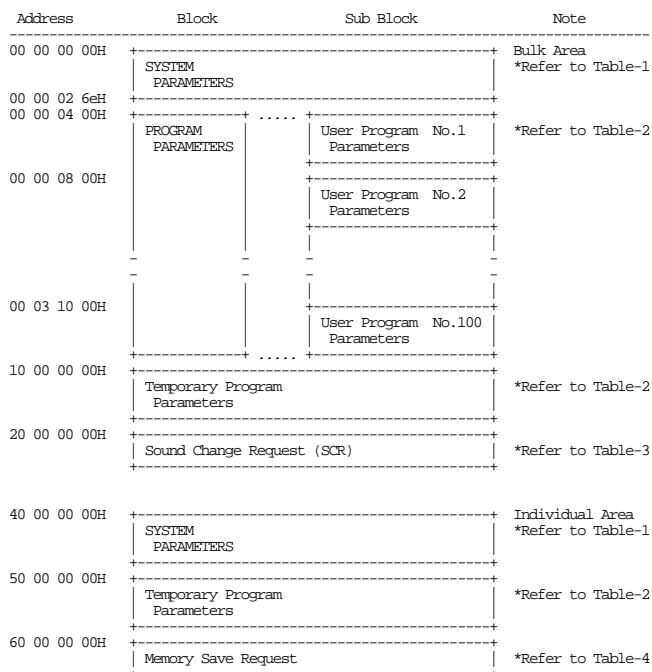 Address Block Sub Block Note
--------------------------------------------------------------------------------
00 00 00 00H +---------------------------------------------+ Bulk Area
| SYSTEM | *Refer to Table-1
| PARAMETERS |
00 00 02 6eH +---------------------------------------------+
00 00 04 00H +--------------+ ..... +-----------------------+
| PROGRAM | | User Program No.1 | *Refer to Table-2
| PARAMETERS | | Parameters |
| | +-----------------------+
00 00 08 00H | | +-----------------------+
| | | User Program No.2 |
| | | Parameters |
| | +-----------------------+
| | | |
- - - -
- - - -
| | | |
00 03 10 00H | | +-----------------------+
| | | User Program No.100 |
| | | Parameters |
+--------------+ ..... +-----------------------+
10 00 00 00H +---------------------------------------------+
| Temporary Program | *Refer to Table-2
| Parameters |
+---------------------------------------------+
20 00 00 00H +---------------------------------------------+
| Sound Change Request (SCR) | *Refer to Table-3
+---------------------------------------------+
40 00 00 00H +---------------------------------------------+ Individual Area
| SYSTEM | *Refer to Table-1
| PARAMETERS |
+---------------------------------------------+
50 00 00 00H +---------------------------------------------+
| Temporary Program | *Refer to Table-2
| Parameters |
+---------------------------------------------+
60 00 00 00H +---------------------------------------------+
| Memory Save Request | *Refer to Table-4